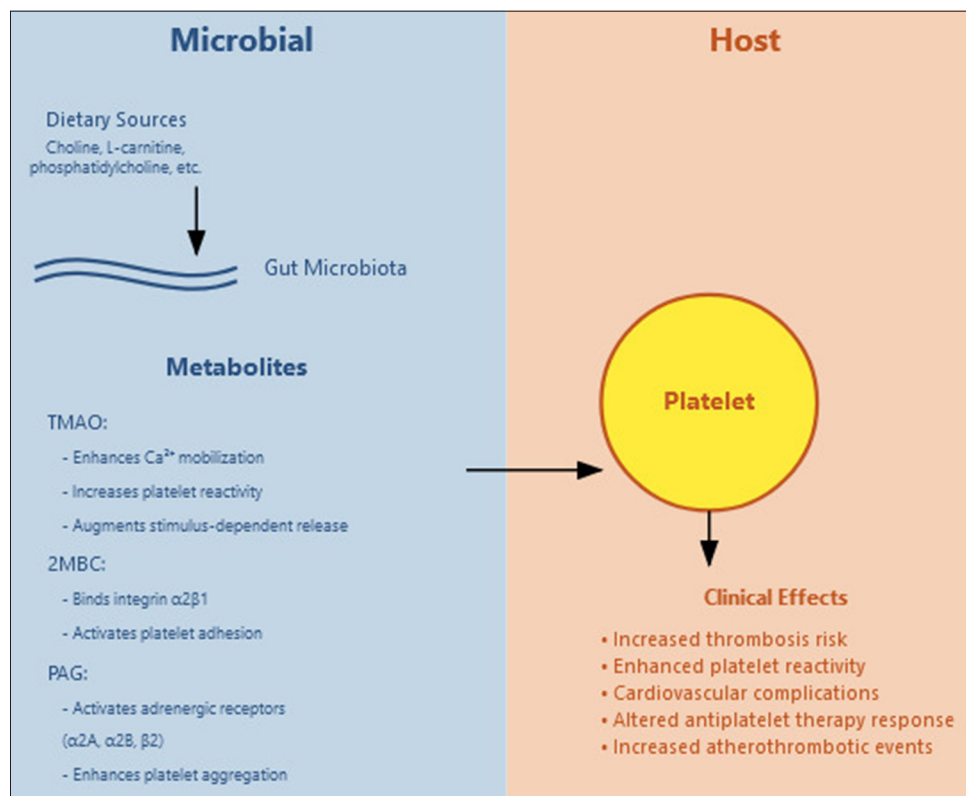 Microbial
Dietary Sources
Choline, L-carnitine,
phosphatidylcholine, etc.
Gut Microbiota
Metabolites
TMAO:
- Enhances Ca²⁺ mobilization
- Increases platelet reactivity
- Augments stimulus-dependent release
2MBC:
- Binds integrin α2β1
- Activates platelet adhesion
PAG:
- Activates adrenergic receptors
(α2A, α2B, β2)
- Enhances platelet aggregation
Host
Platelet
Clinical Effects
• Increased thrombosis risk
• Enhanced platelet reactivity
• Cardiovascular complications
• Altered antiplatelet therapy response
• Increased atherothrombotic events